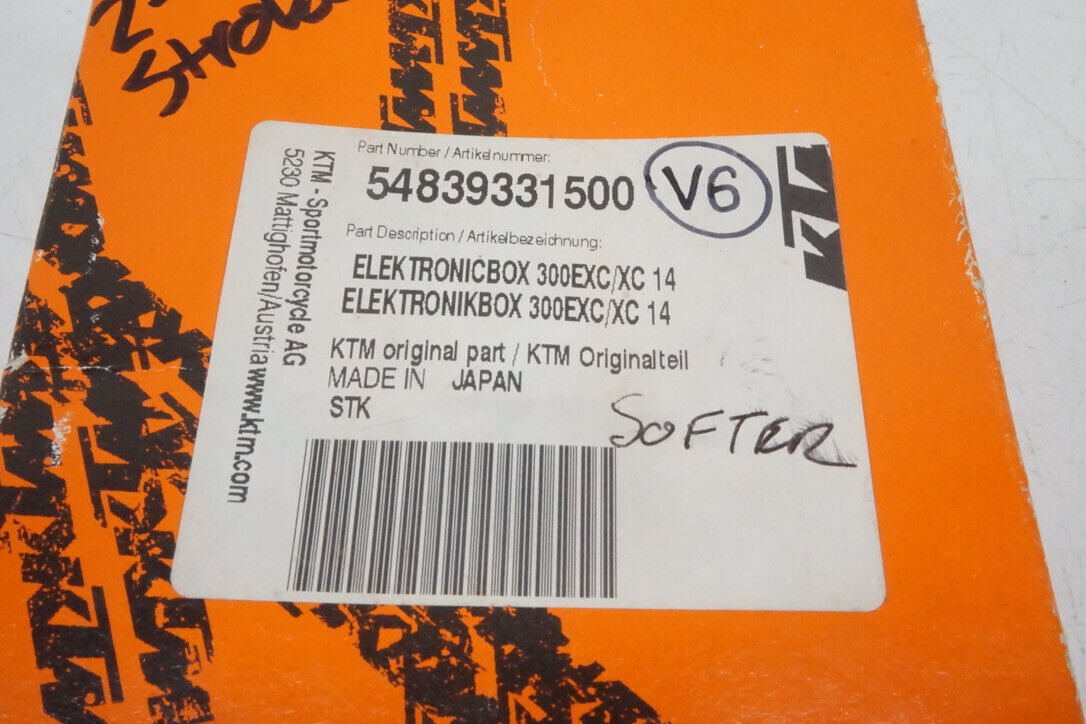 Part Number / Artikelnummer:
54839331500
V6
KTM
Part Description / Artikelbezeichnung:
ELEKTRONICBOX 300EXC/XC 14
ELEKTRONIKBOX 300EXC/XC 14
KTM original part / KTM Originalteil
MADE IN JAPAN
STK
SOFTER
KTM - Sportmotorcycle AG
5230 Mattighofen/Austria
www.ktm.com